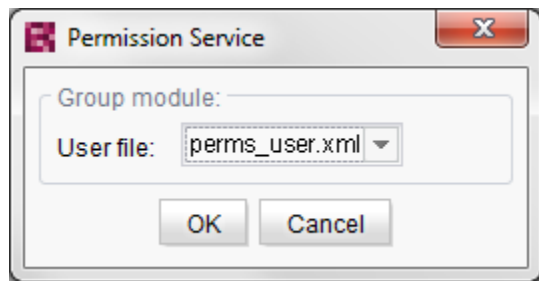 Permission Service
Group module:
User file: perms_user.xml
OK Cancel